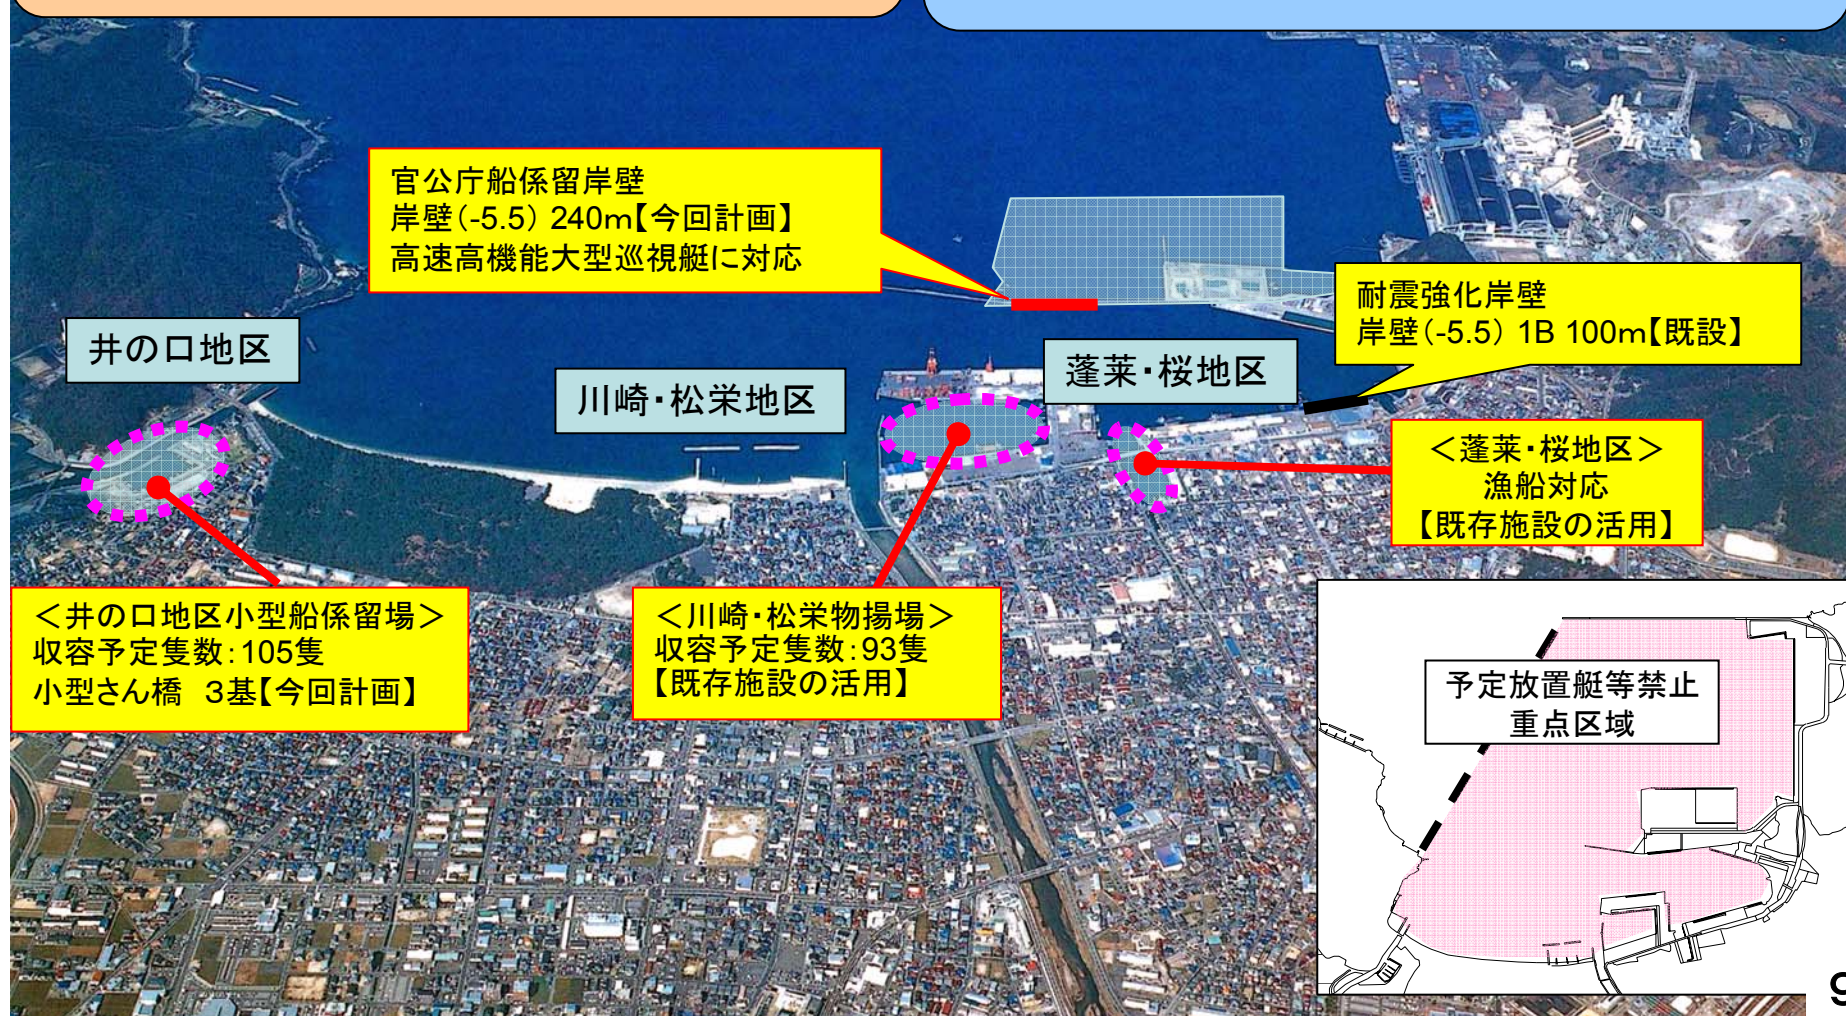 官公庁船係留岸壁
岸壁(-5.5) 240m【今回計画】
高速高機能大型巡視艇に対応
耐震強化岸壁
岸壁(-5.5) 1B 100m【既設】
井の口地区
川崎・松栄地区
蓬莱・桜地区
<蓬莱・桜地区>
漁船対応
【既存施設の活用】
<井の口地区小型船係留場>
収容予定隻数:105隻
小型さん橋 3基【今回計画】
<川崎・松栄物揚場>
収容予定隻数:93隻
【既存施設の活用】
予定放置艇等禁止
重点区域
9